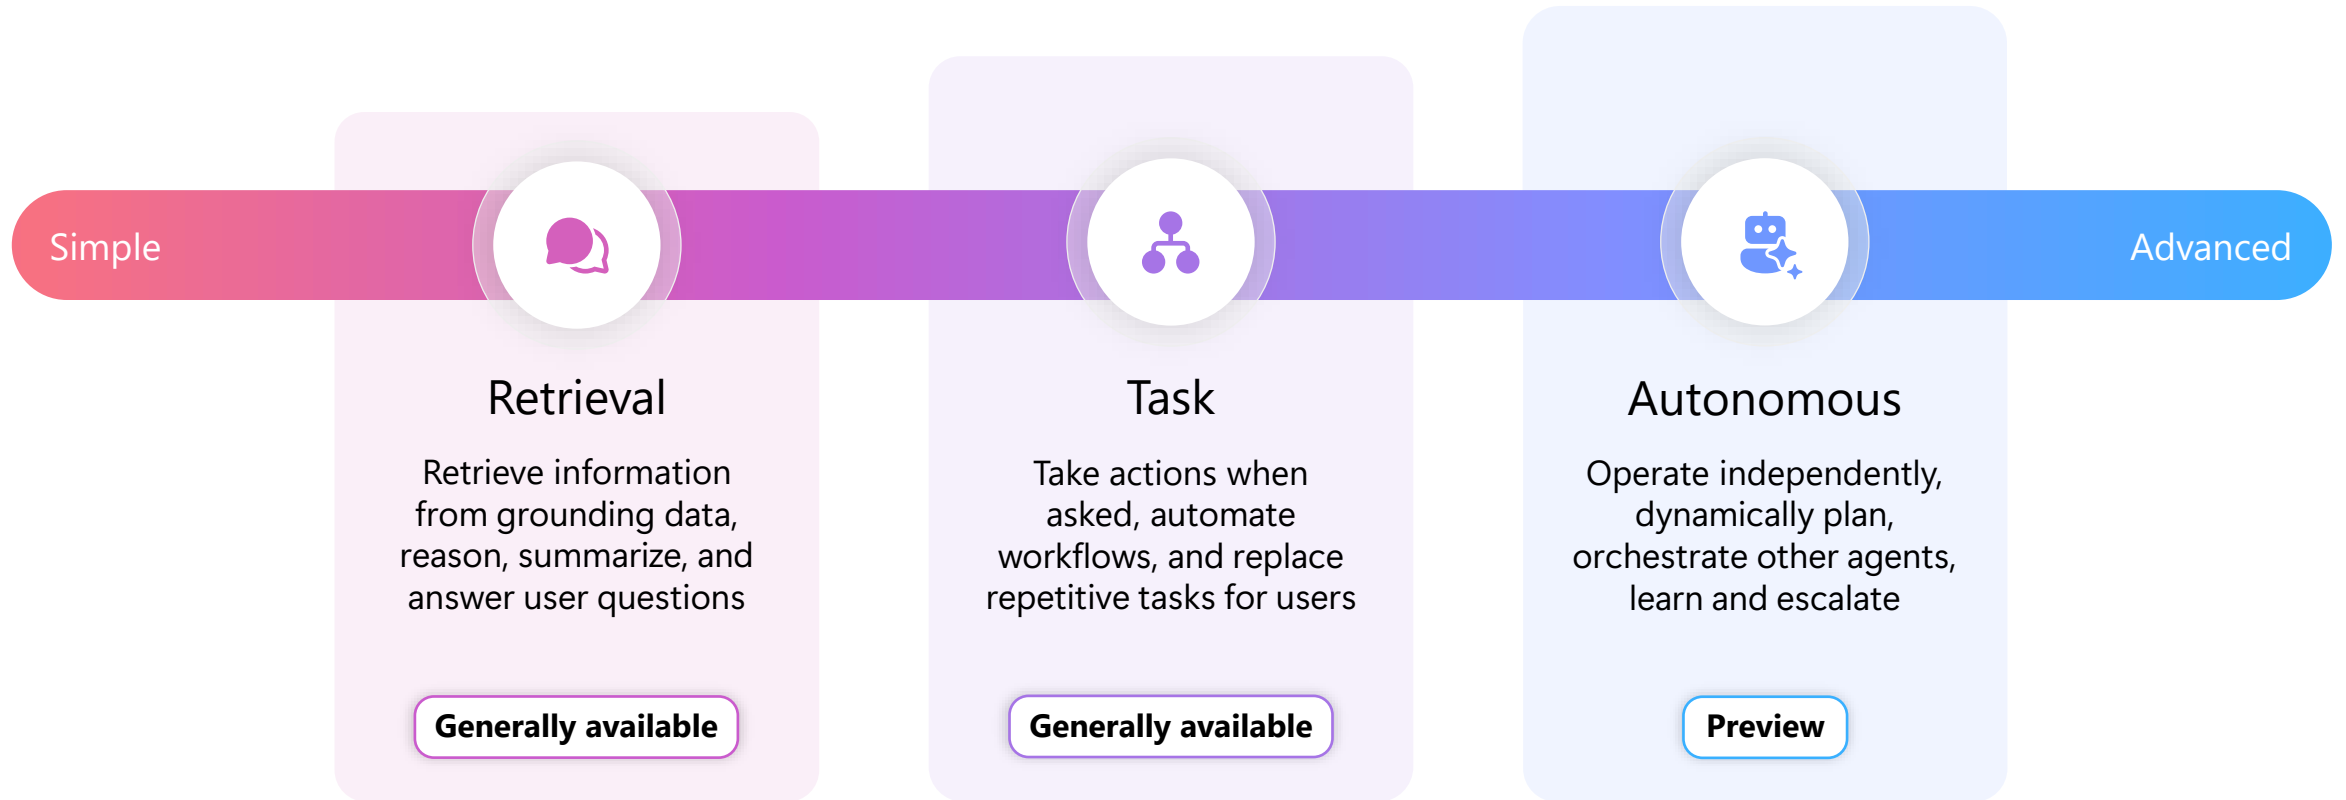 Simple
Advanced
Retrieval
Retrieve information
from grounding data,
reason, summarize, and
answer user questions
Generally available
Task
Take actions when
asked, automate
workflows, and replace
repetitive tasks for users
Generally available
Autonomous
Operate independently,
dynamically plan,
orchestrate other agents,
learn and escalate
Preview